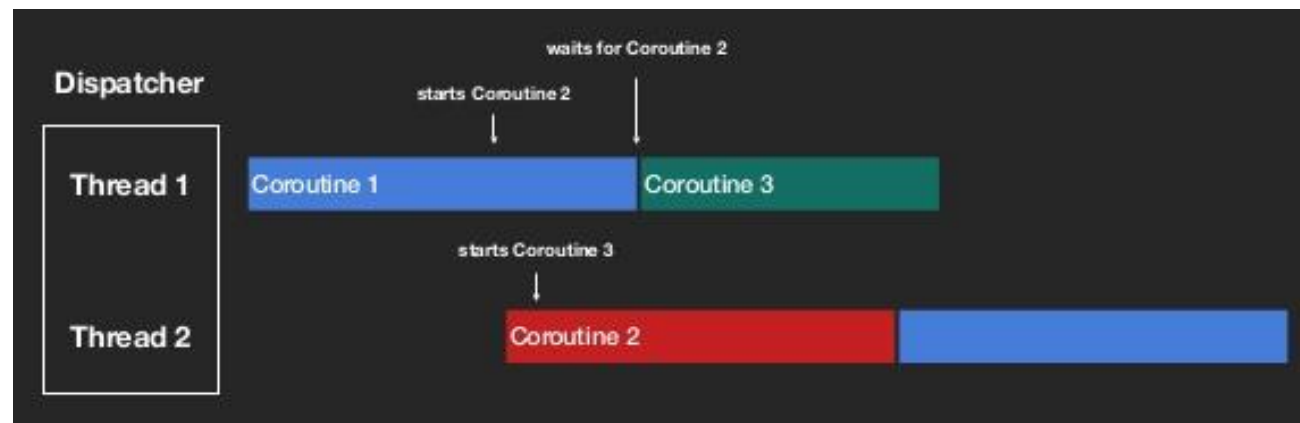 waits for Coroutine 2
Dispatcher
starts Coroutine 2
Thread 1
Coroutine 1
Coroutine 3
starts Coroutine 3
Thread 2
Coroutine 2